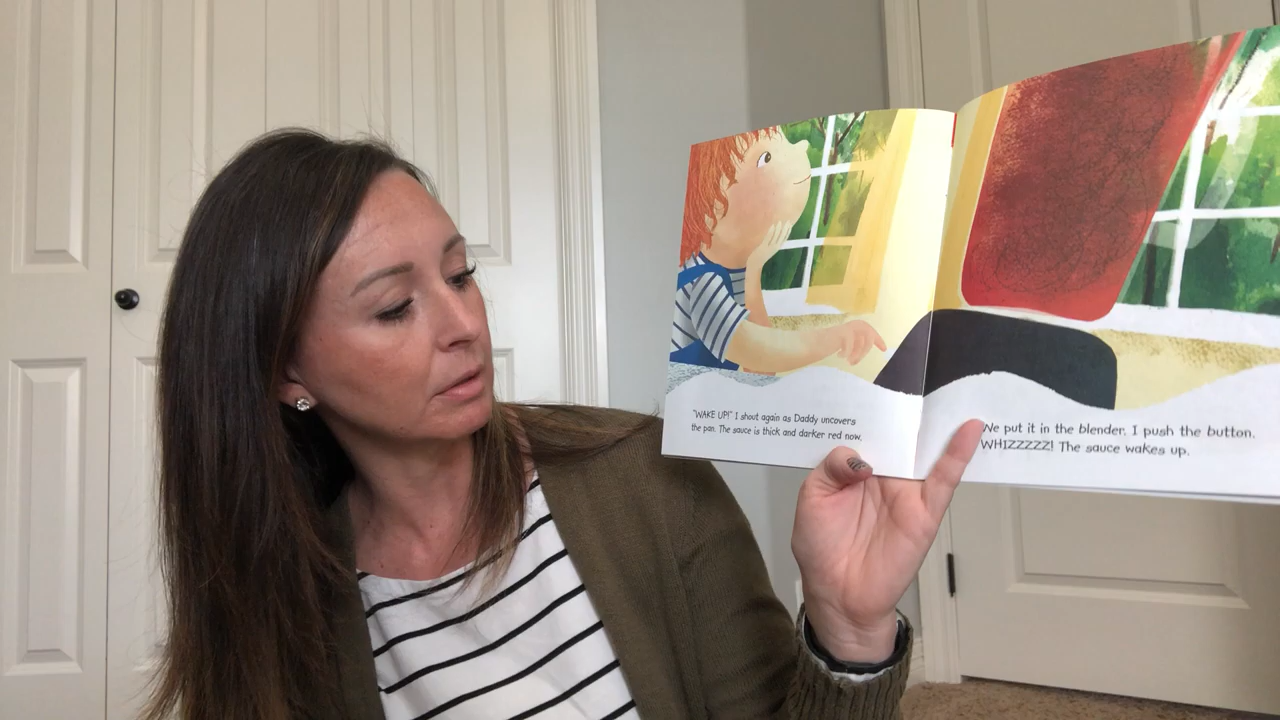 "WAKE UP!" I shout again as Daddy uncovers
the pan. The sauce is thick and darker red now.
We put it in the blender. I push the button.
WHIZZZZZ! The sauce wakes up.